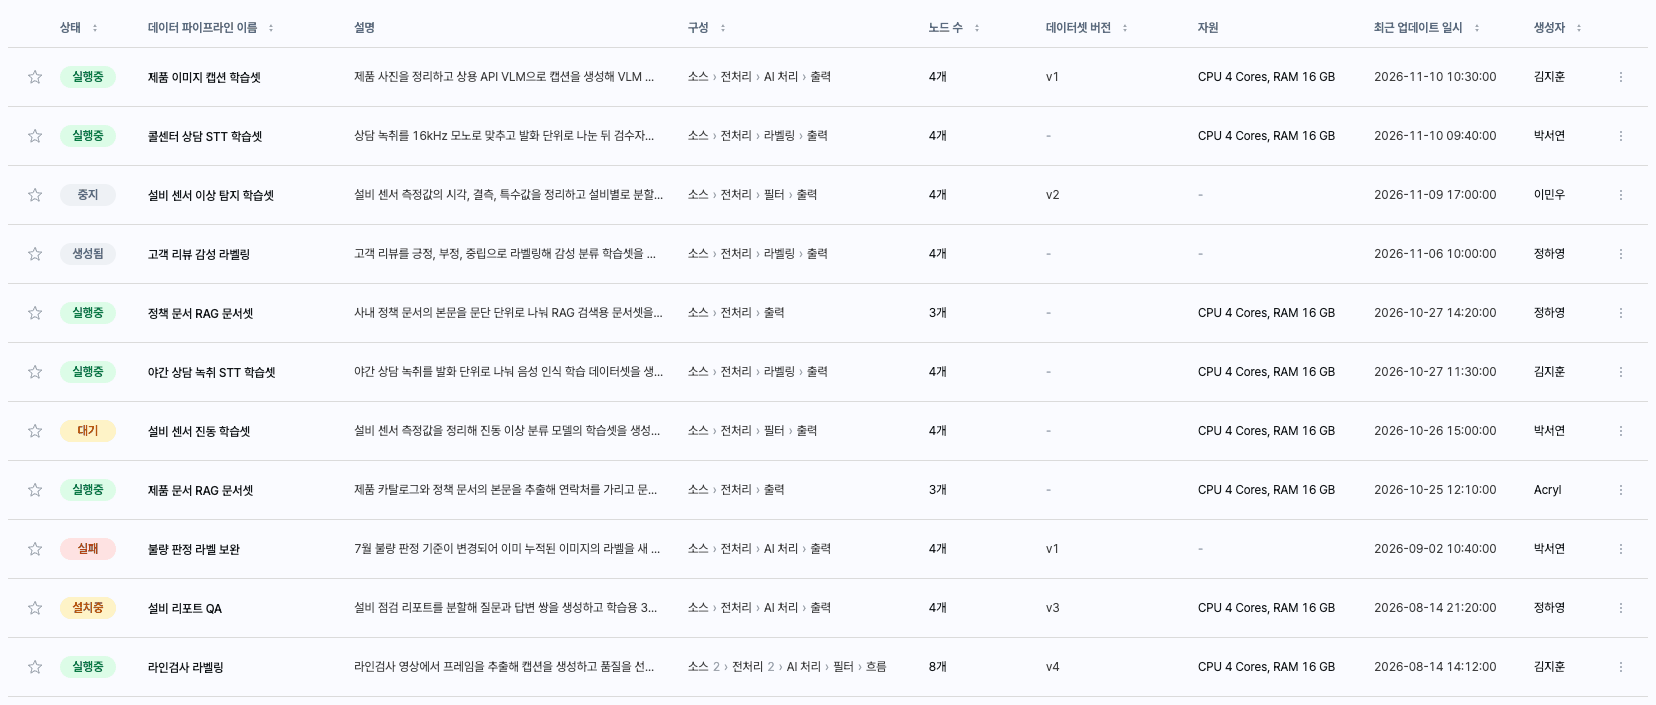 상태 데이터 파이프라인 이름 설명 구성 노드 수 데이터셋 버전 자원 최근 업데이트 일시 생성자
실행중 제품 이미지 캡션 학습셋 제품 사진을 정리하고 상용 API VLM으로 캡션을 생성해 VLM ... 소스 › 전처리 › AI 처리 › 출력 4개 v1 CPU 4 Cores, RAM 16 GB 2026-11-10 10:30:00 김지훈
실행중 콜센터 상담 STT 학습셋 상담 녹취를 16kHz 모노로 맞추고 발화 단위로 나눈 뒤 검수자... 소스 › 전처리 › 라벨링 › 출력 4개 - CPU 4 Cores, RAM 16 GB 2026-11-10 09:40:00 박서연
중지 설비 센서 이상 탐지 학습셋 설비 센서 측정값의 시각, 결측, 특수값을 정리하고 설비별로 분할... 소스 › 전처리 › 필터 › 출력 4개 v2 - 2026-11-09 17:00:00 이민우
생성됨 고객 리뷰 감성 라벨링 고객 리뷰를 긍정, 부정, 중립으로 라벨링해 감성 분류 학습셋을 ... 소스 › 전처리 › 라벨링 › 출력 4개 - - 2026-11-06 10:00:00 정하영
실행중 정책 문서 RAG 문서셋 사내 정책 문서의 본문을 문단 단위로 나눠 RAG 검색용 문서셋을... 소스 › 전처리 › 출력 3개 - CPU 4 Cores, RAM 16 GB 2026-10-27 14:20:00 정하영
실행중 야간 상담 녹취 STT 학습셋 야간 상담 녹취를 발화 단위로 나눠 음성 인식 학습 데이터셋을 생... 소스 › 전처리 › 라벨링 › 출력 4개 - CPU 4 Cores, RAM 16 GB 2026-10-27 11:30:00 김지훈
대기 설비 센서 진동 학습셋 설비 센서 측정값을 정리해 진동 이상 분류 모델의 학습셋을 생성... 소스 › 전처리 › 필터 › 출력 4개 - CPU 4 Cores, RAM 16 GB 2026-10-26 15:00:00 박서연
실행중 제품 문서 RAG 문서셋 제품 카탈로그와 정책 문서의 본문을 추출해 연락처를 가리고 문... 소스 › 전처리 › 출력 3개 - CPU 4 Cores, RAM 16 GB 2026-10-25 12:10:00 Acryl
실패 불량 판정 라벨 보완 7월 불량 판정 기준이 변경되어 이미 누적된 이미지의 라벨을 새 ... 소스 › 전처리 › AI 처리 › 출력 4개 v1 - 2026-09-02 10:40:00 박서연
설치중 설비 리포트 QA 설비 점검 리포트를 분할해 질문과 답변 쌍을 생성하고 학습용 3... 소스 › 전처리 › AI 처리 › 출력 4개 v3 CPU 4 Cores, RAM 16 GB 2026-08-14 21:20:00 정하영
실행중 라인검사 라벨링 라인검사 영상에서 프레임을 추출해 캡션을 생성하고 품질을 선... 소스 2 › 전처리 2 › AI 처리 › 필터 › 흐름 8개 v4 CPU 4 Cores, RAM 16 GB 2026-08-14 14:12:00 김지훈